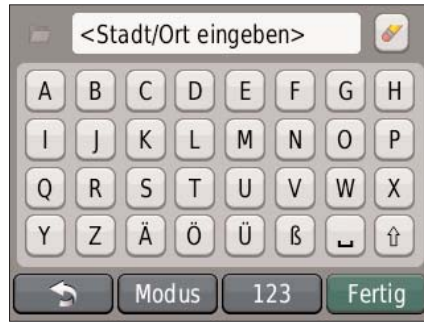 <Stadt/Ort eingeben>
A B C D E F G H
I J K L M N O P
Q R S T U V W X
Y Z Ä Ö Ü ß
Modus 123 Fertig